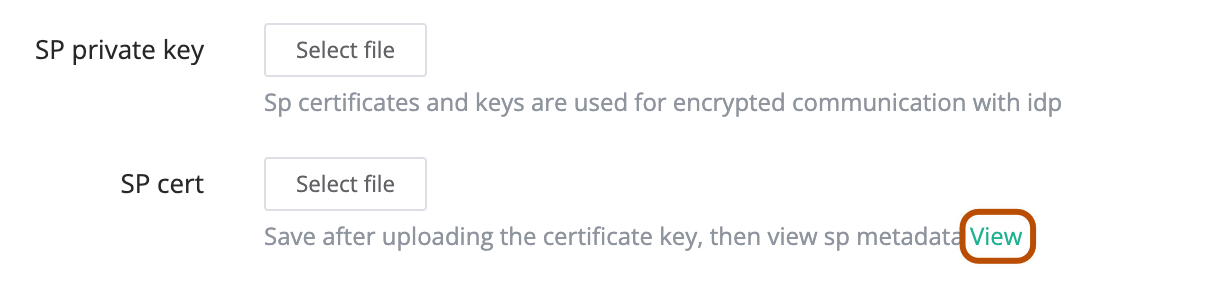 SP private key Select file
Sp certificates and keys are used for encrypted communication with idp
SP cert Select file
Save after uploading the certificate key, then view sp metadata View